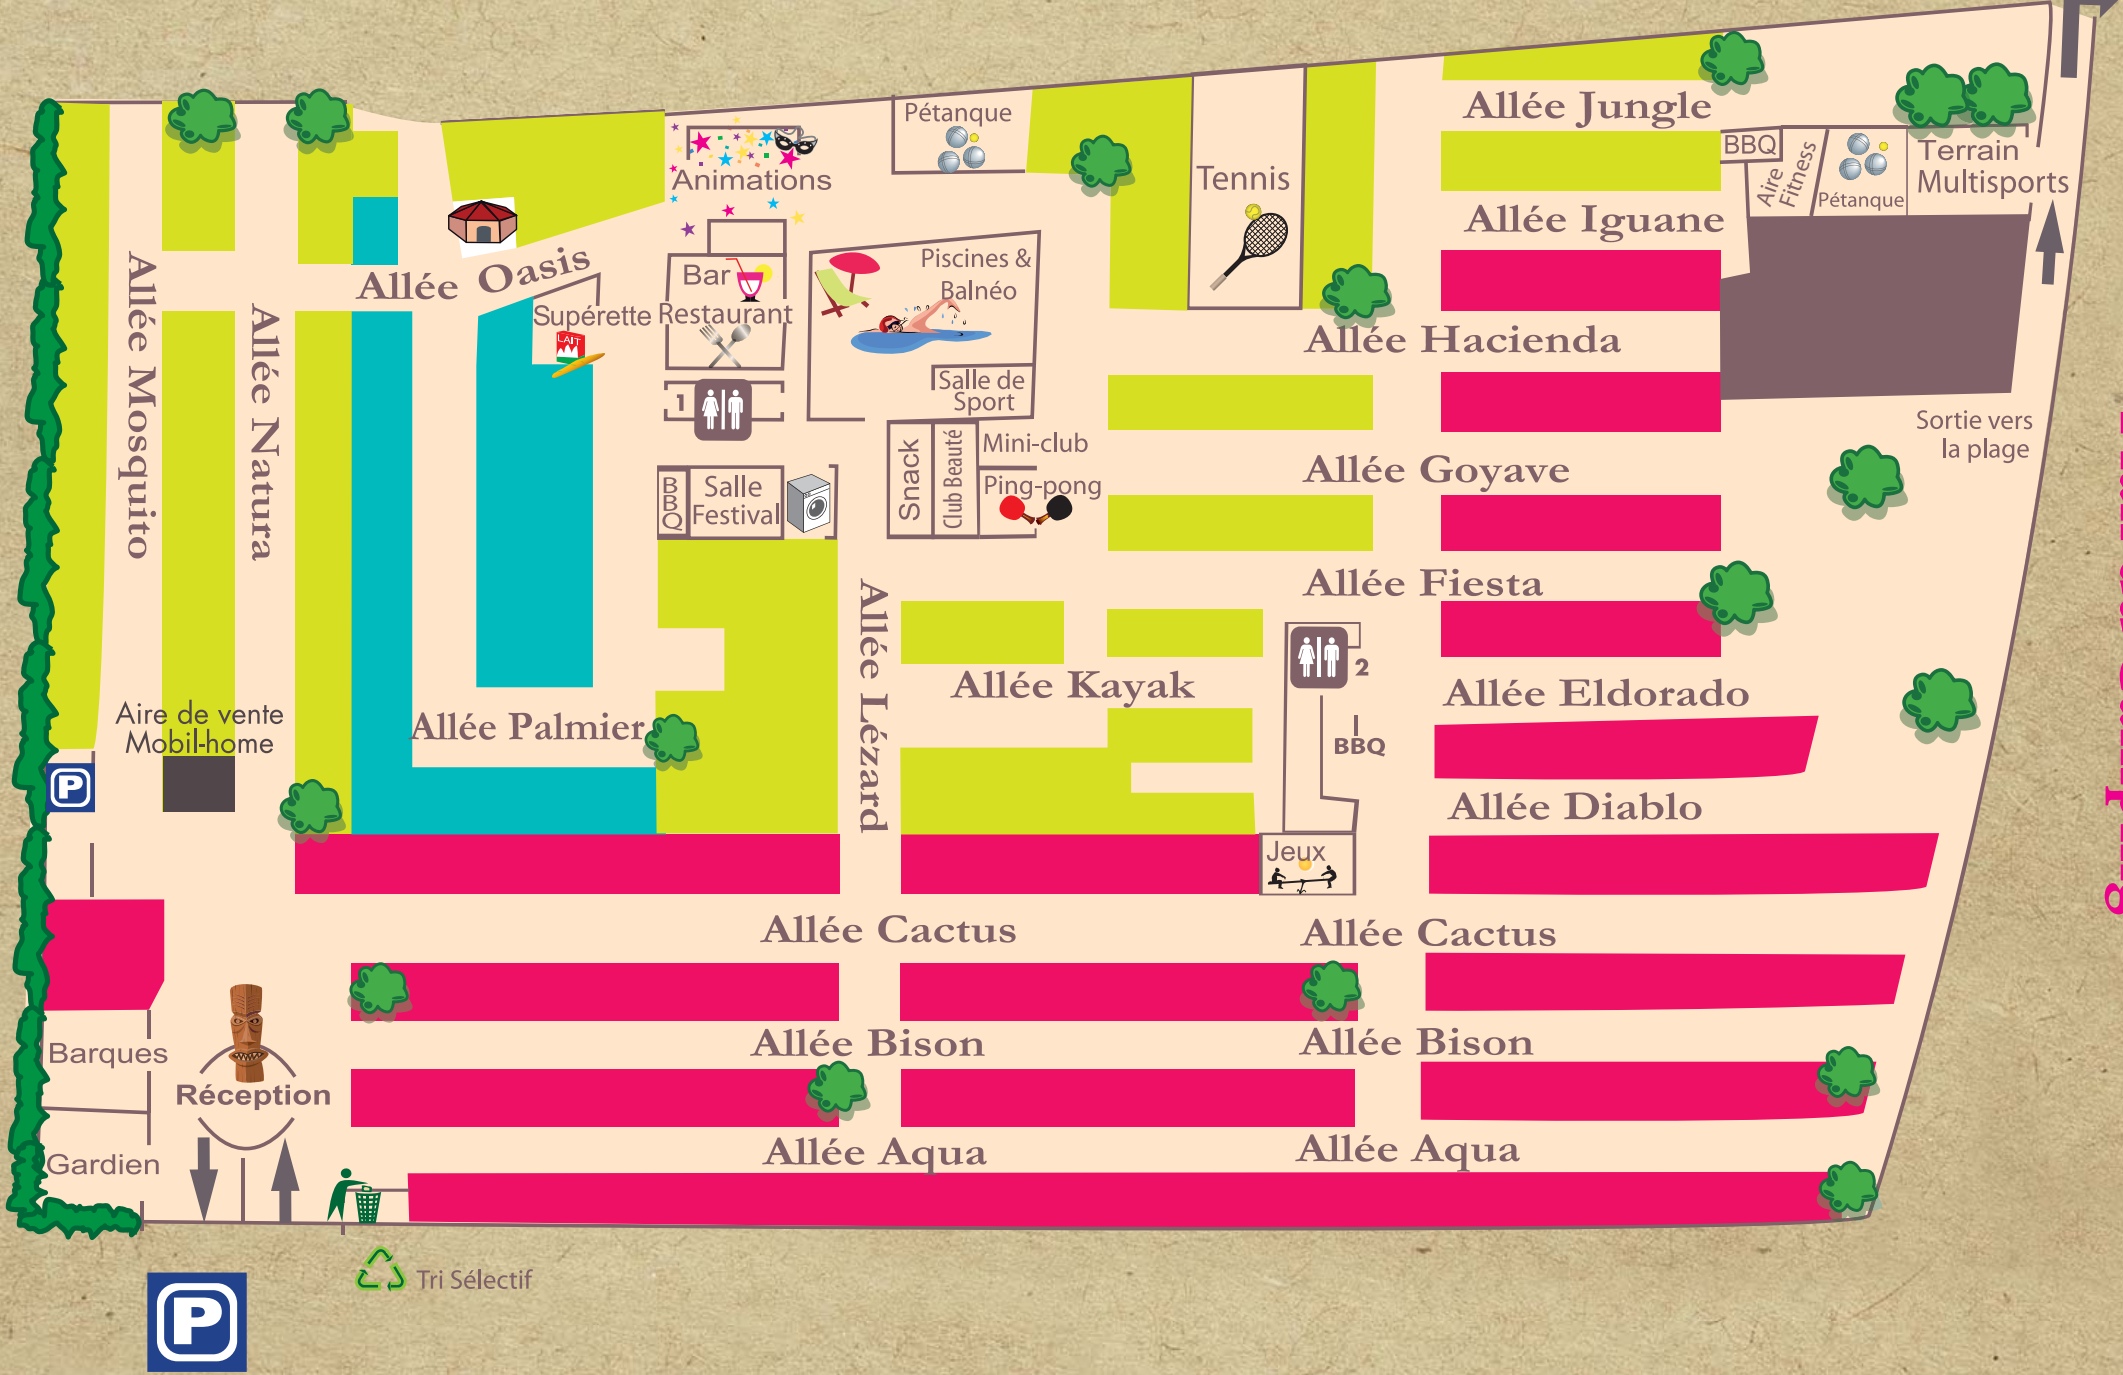 Pétanque
Allée Jungle
BBQ
Aire
Fitness
Pétanque
Terrain
Multisports
Animations
Tennis
Allée Iguane
Allée Oasis
Bar
Restaurant
Supérette
LAIT
Piscines &
Balnéo
Salle de
Sport
Allée Hacienda
Allée Mosquito
Allée Natura
1
Sortie vers
la plage
Snack
Club Beauté
Mini-club
Ping-pong
Allée Goyave
BBQ
Salle
Festival
Allée Fiesta
Allée Lézard
Allée Kayak
2
Allée Eldorado
Aire de vente
Mobil-home
Allée Palmier
BBQ
P
Allée Diablo
Jeux
Allée Cactus
Allée Cactus
Barques
Réception
Allée Bison
Allée Bison
Gardien
Allée Aqua
Allée Aqua
Tri Sélectif
P